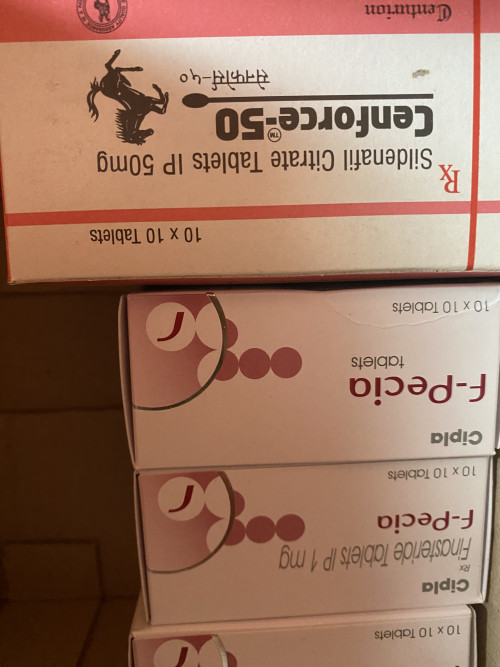 10 x 10 Tablets
Cipla
Rx
Finasteride Tablets IP 1 mg
F-Pecia
10 x 10 Tablets
Cipla
F-Pecia
tablets
10 x 10 Tablets
10 x 10 Tablets
Rx Sildenafil Citrate Tablets IP 50mg
Cenforce-50™
सेनफोर्स-५०
Centurion